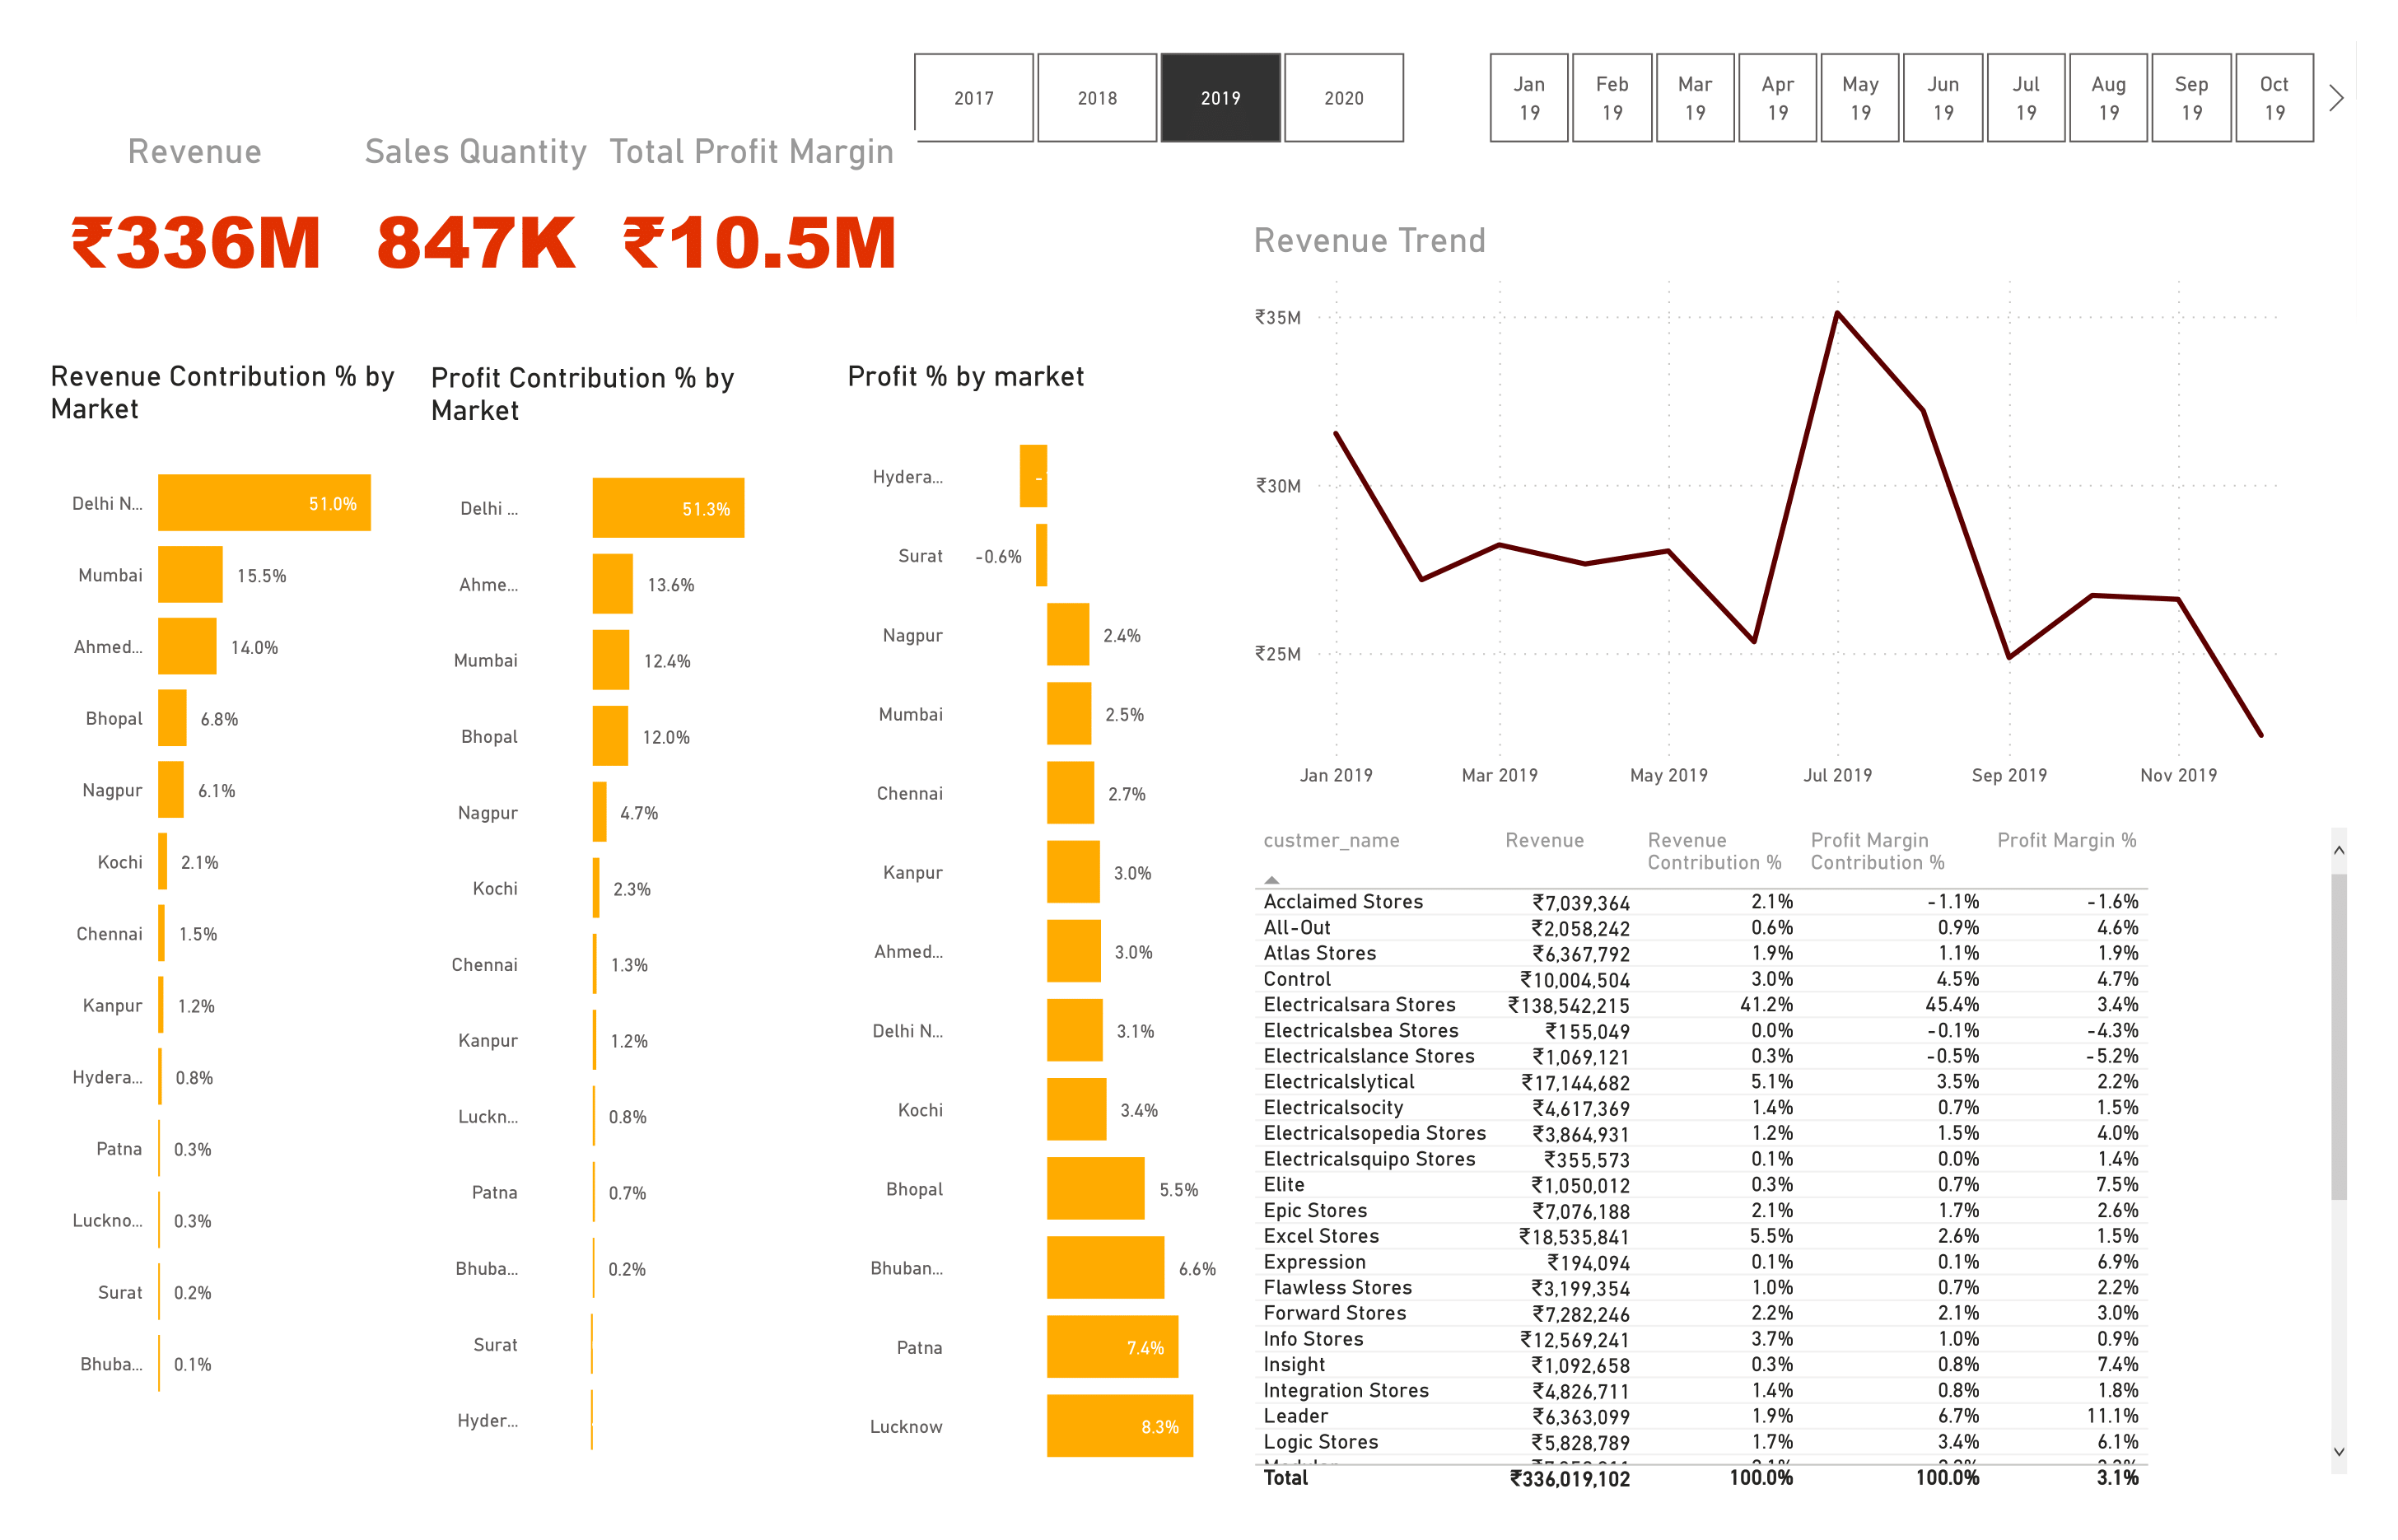 2017
2018
2019
2020
Jan
19
Feb
19
Mar
19
Apr
19
May
19
Jun
19
Jul
19
Aug
19
Sep
19
Oct
19
Revenue
₹336M
Sales Quantity
847K
Total Profit Margin
₹10.5M
Revenue Contribution % by
Market
Delhi N... 51.0%
Mumbai 15.5%
Ahmed... 14.0%
Bhopal 6.8%
Nagpur 6.1%
Kochi 2.1%
Chennai 1.5%
Kanpur 1.2%
Hydera... 0.8%
Patna 0.3%
Luckno... 0.3%
Surat 0.2%
Bhuba... 0.1%
Profit Contribution % by
Market
Delhi ... 51.3%
Ahme... 13.6%
Mumbai 12.4%
Bhopal 12.0%
Nagpur 4.7%
Kochi 2.3%
Chennai 1.3%
Kanpur 1.2%
Luckn... 0.8%
Patna 0.7%
Bhuba... 0.2%
Surat
Hyder...
Profit % by market
Hydera... -
Surat -0.6%
Nagpur 2.4%
Mumbai 2.5%
Chennai 2.7%
Kanpur 3.0%
Ahmed... 3.0%
Delhi N... 3.1%
Kochi 3.4%
Bhopal 5.5%
Bhuban... 6.6%
Patna 7.4%
Lucknow 8.3%
Revenue Trend
₹35M
₹30M
₹25M
Jan 2019 Mar 2019 May 2019 Jul 2019 Sep 2019 Nov 2019
custmer_name Revenue Revenue Profit Margin Profit Margin %
Contribution % Contribution %
Acclaimed Stores ₹7,039,364 2.1% -1.1% -1.6%
All-Out ₹2,058,242 0.6% 0.9% 4.6%
Atlas Stores ₹6,367,792 1.9% 1.1% 1.9%
Control ₹10,004,504 3.0% 4.5% 4.7%
Electricalsara Stores ₹138,542,215 41.2% 45.4% 3.4%
Electricalsbea Stores ₹155,049 0.0% -0.1% -4.3%
Electricalslance Stores ₹1,069,121 0.3% -0.5% -5.2%
Electricalslytical ₹17,144,682 5.1% 3.5% 2.2%
Electricalsocity ₹4,617,369 1.4% 0.7% 1.5%
Electricalsopedia Stores ₹3,864,931 1.2% 1.5% 4.0%
Electricalsquipo Stores ₹355,573 0.1% 0.0% 1.4%
Elite ₹1,050,012 0.3% 0.7% 7.5%
Epic Stores ₹7,076,188 2.1% 1.7% 2.6%
Excel Stores ₹18,535,841 5.5% 2.6% 1.5%
Expression ₹194,094 0.1% 0.1% 6.9%
Flawless Stores ₹3,199,354 1.0% 0.7% 2.2%
Forward Stores ₹7,282,246 2.2% 2.1% 3.0%
Info Stores ₹12,569,241 3.7% 1.0% 0.9%
Insight ₹1,092,658 0.3% 0.8% 7.4%
Integration Stores ₹4,826,711 1.4% 0.8% 1.8%
Leader ₹6,363,099 1.9% 6.7% 11.1%
Logic Stores ₹5,828,789 1.7% 3.4% 6.1%
Total ₹336,019,102 100.0% 100.0% 3.1%